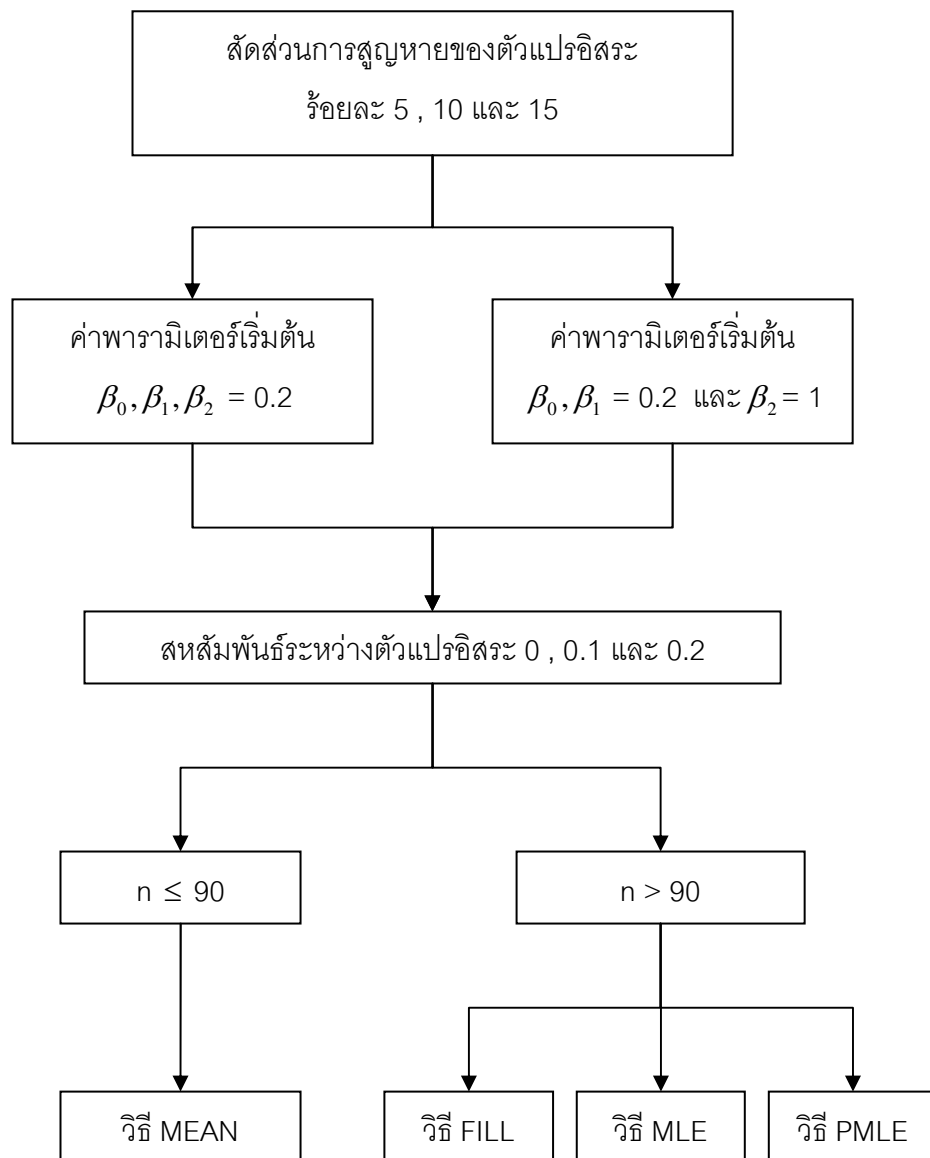 สัดส่วนการสูญหายของตัวแปรอิสระ
ร้อยละ 5 , 10 และ 15
ค่าพารามิเตอร์เริ่มต้น
β₀, β₁, β₂ = 0.2
ค่าพารามิเตอร์เริ่มต้น
β₀, β₁ = 0.2 และ β₂ = 1
สหสัมพันธ์ระหว่างตัวแปรอิสระ 0 , 0.1 และ 0.2
n ≤ 90
n > 90
วิธี MEAN
วิธี FILL
วิธี MLE
วิธี PMLE